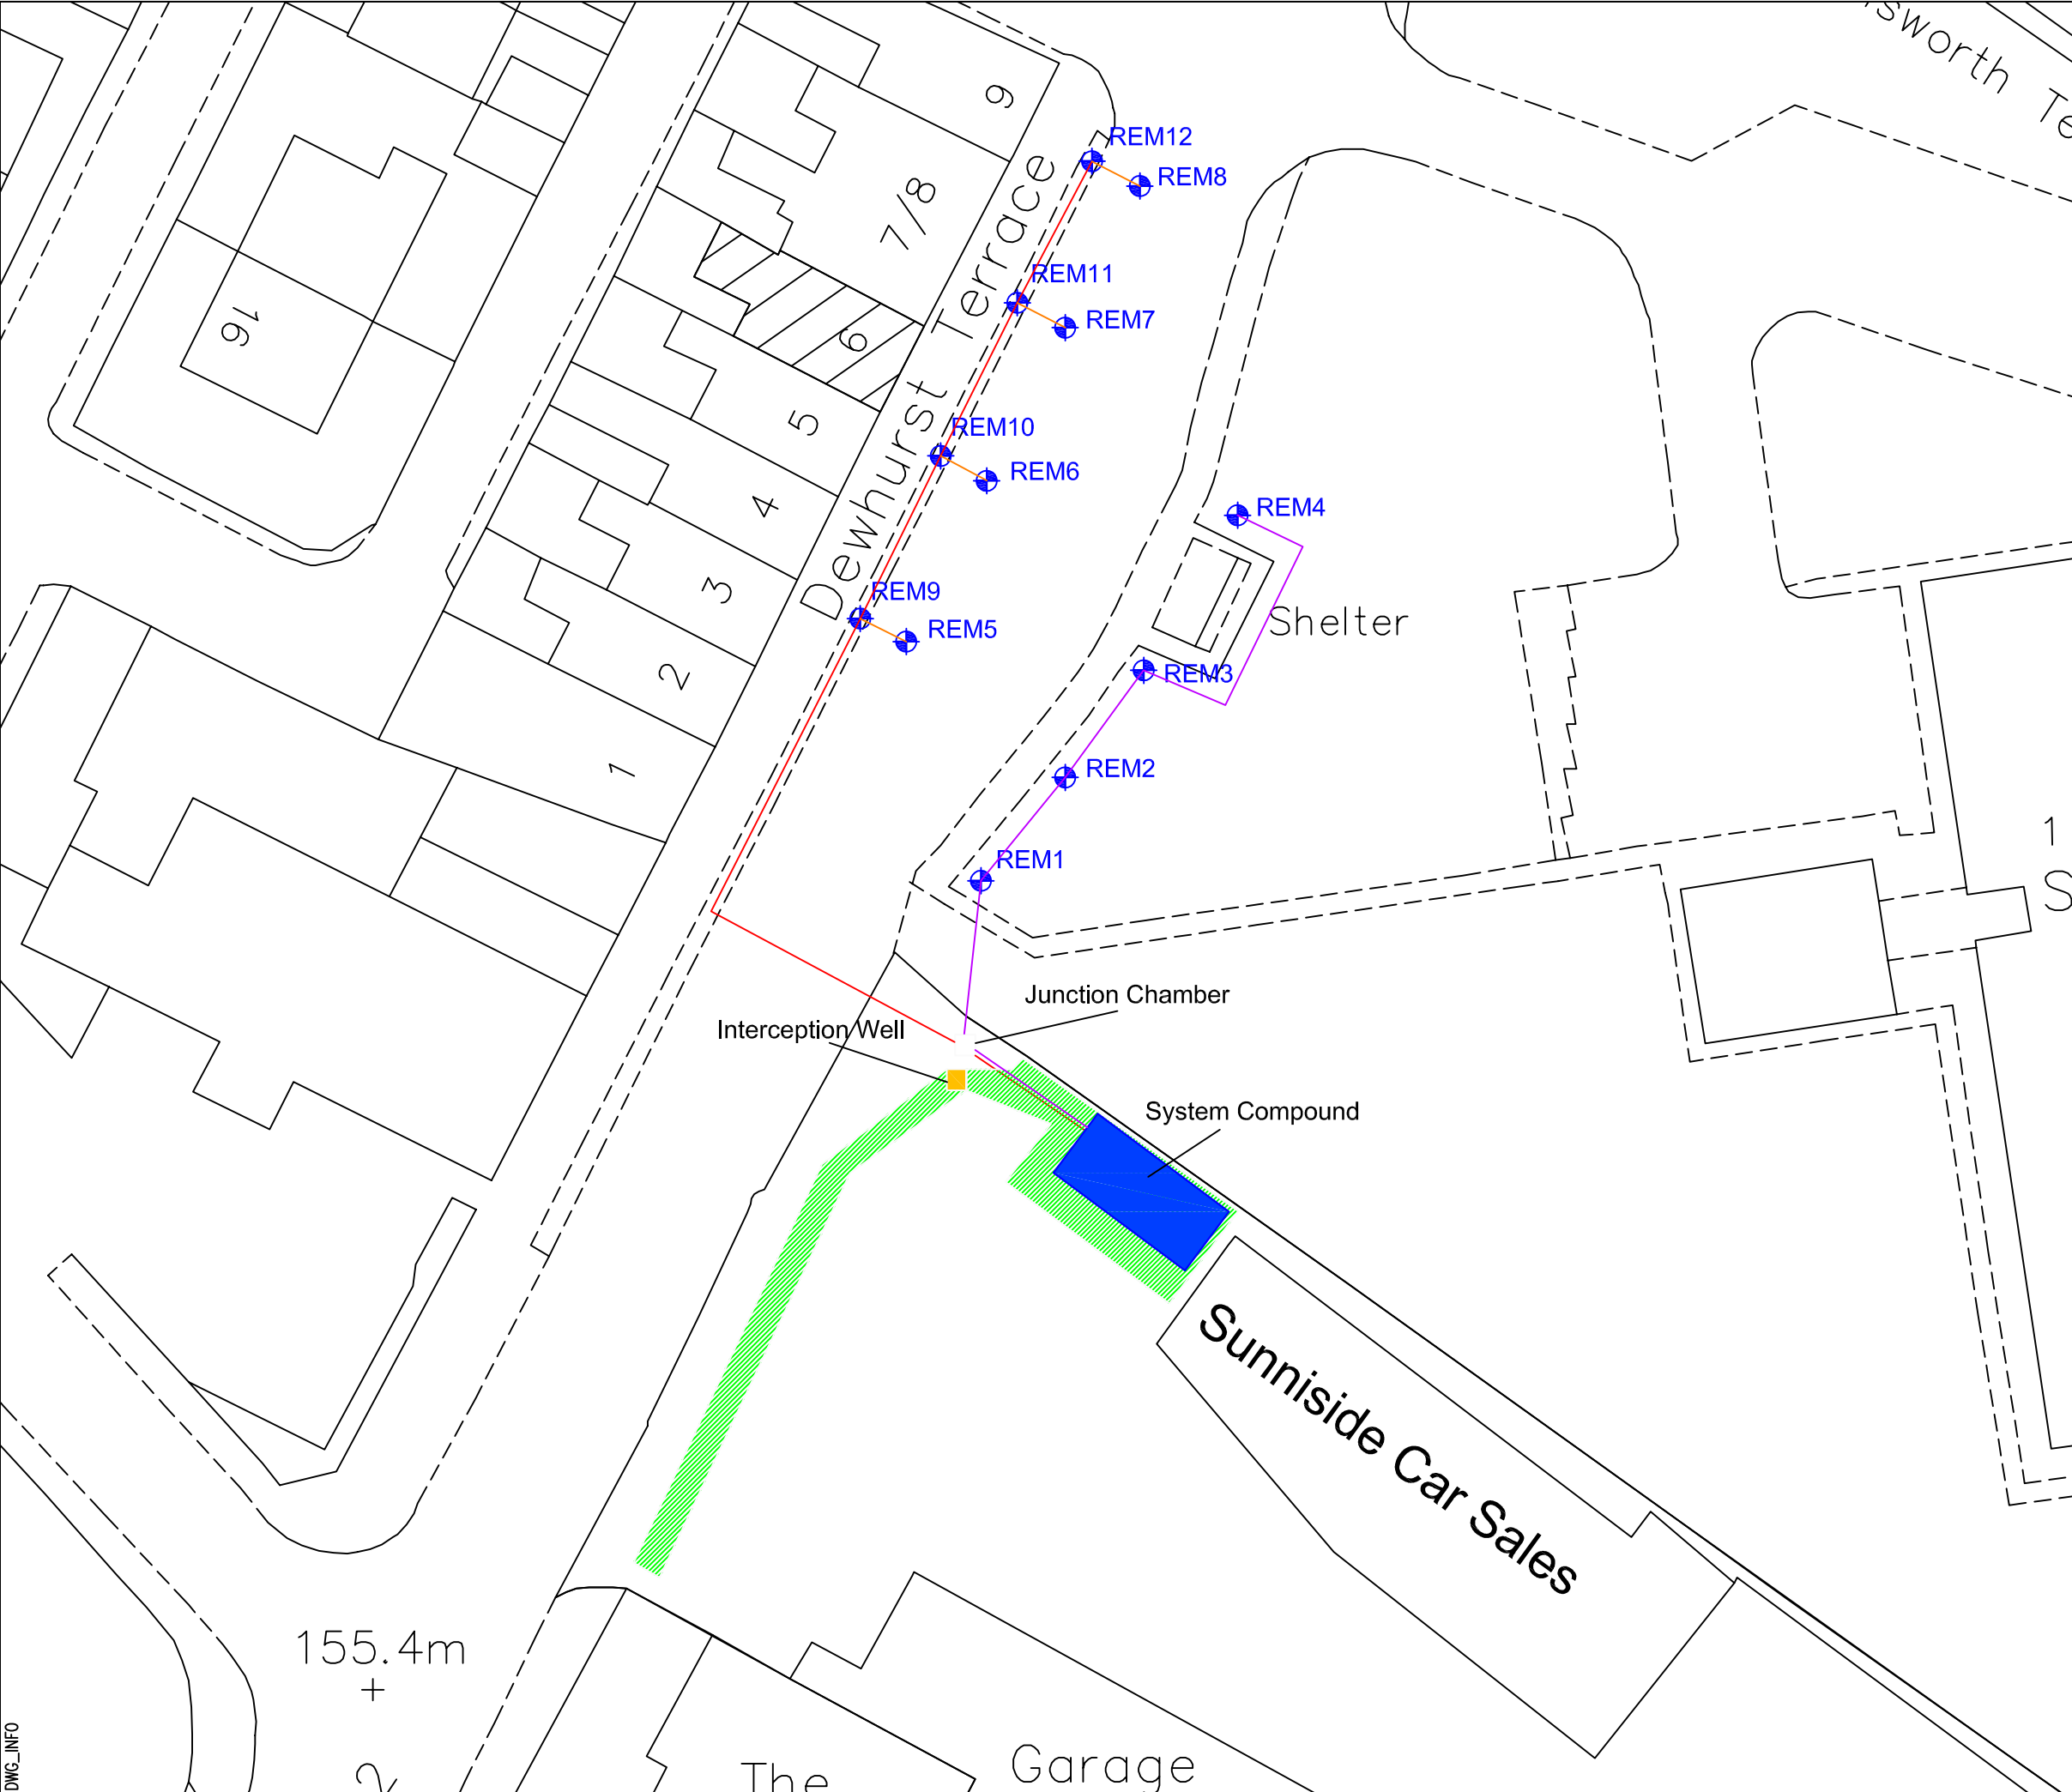 sworth Te
9
REM12
REM8
7/8
Dewhurst Terrace
REM11
REM7
16
6
5
REM10
REM6
4
REM4
3
REM9
Shelter
REM5
2
REM3
1
REM2
1
REM1
S
Junction Chamber
Interception Well
System Compound
Sunniside Car Sales
155.4m
DWG_INFO
2
The
Garage